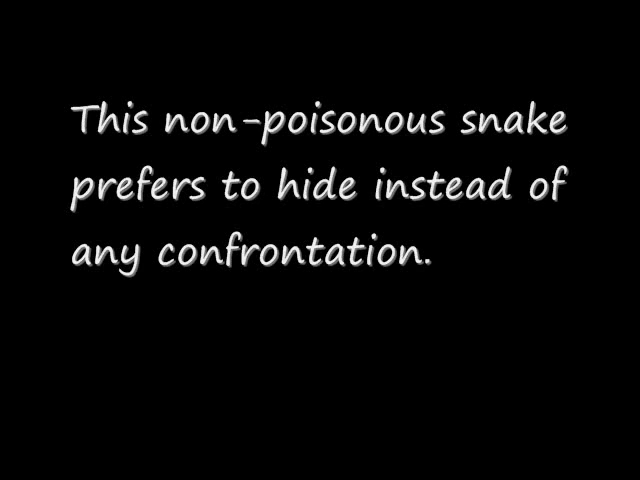 This non-poisonous snake
prefers to hide instead of
any confrontation.